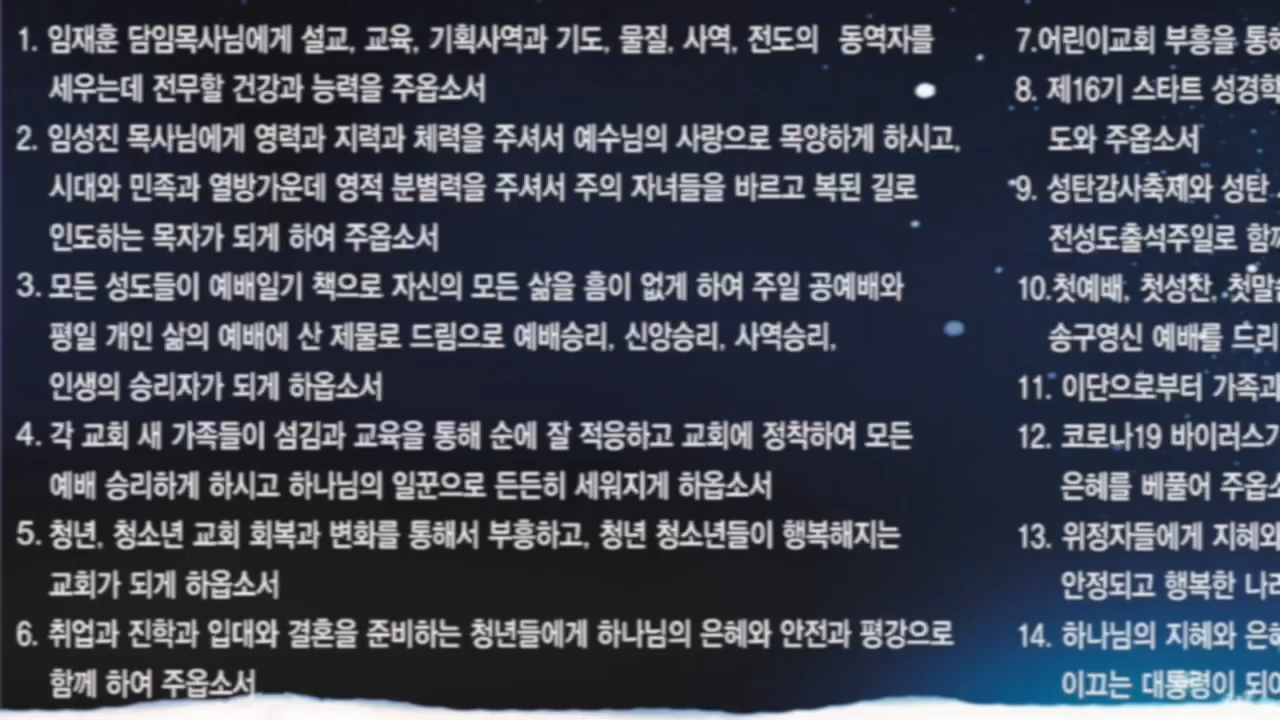 1. 임재훈 담임목사님에게 설교, 교육, 기획사역과 기도, 물질, 사역, 전도의 동역자를
세우는데 전무할 건강과 능력을 주옵소서
2. 임성진 목사님에게 영력과 지력과 체력을 주셔서 예수님의 사랑으로 목양하게 하시고,
시대와 민족과 열방가운데 영적 분별력을 주셔서 주의 자녀들을 바르고 복된 길로
인도하는 목자가 되게 하여 주옵소서
3. 모든 성도들이 예배일기 책으로 자신의 모든 삶을 흠이 없게 하여 주일 공예배와
평일 개인 삶의 예배에 산 제물로 드림으로 예배승리, 신앙승리, 사역승리,
인생의 승리자가 되게 하옵소서
4. 각 교회 새 가족들이 섬김과 교육을 통해 순에 잘 적응하고 교회에 정착하여 모든
예배 승리하게 하시고 하나님의 일꾼으로 든든히 세워지게 하옵소서
5. 청년, 청소년 교회 회복과 변화를 통해서 부흥하고, 청년 청소년들이 행복해지는
교회가 되게 하옵소서
6. 취업과 진학과 입대와 결혼을 준비하는 청년들에게 하나님의 은혜와 안전과 평강으로
함께 하여 주옵소서
7.어린이교회 부흥을 통해
8. 제16기 스타트 성경학
도와 주옵소서
9. 성탄감사축제와 성탄
전성도출석주일로 함께
10.첫예배, 첫성찬, 첫말
송구영신 예배를 드리
11. 이단으로부터 가족과
12. 코로나19 바이러스가
은혜를 베풀어 주옵소
13. 위정자들에게 지혜와
안정되고 행복한 나라
14. 하나님의 지혜와 은혜
이끄는 대통령이 되어